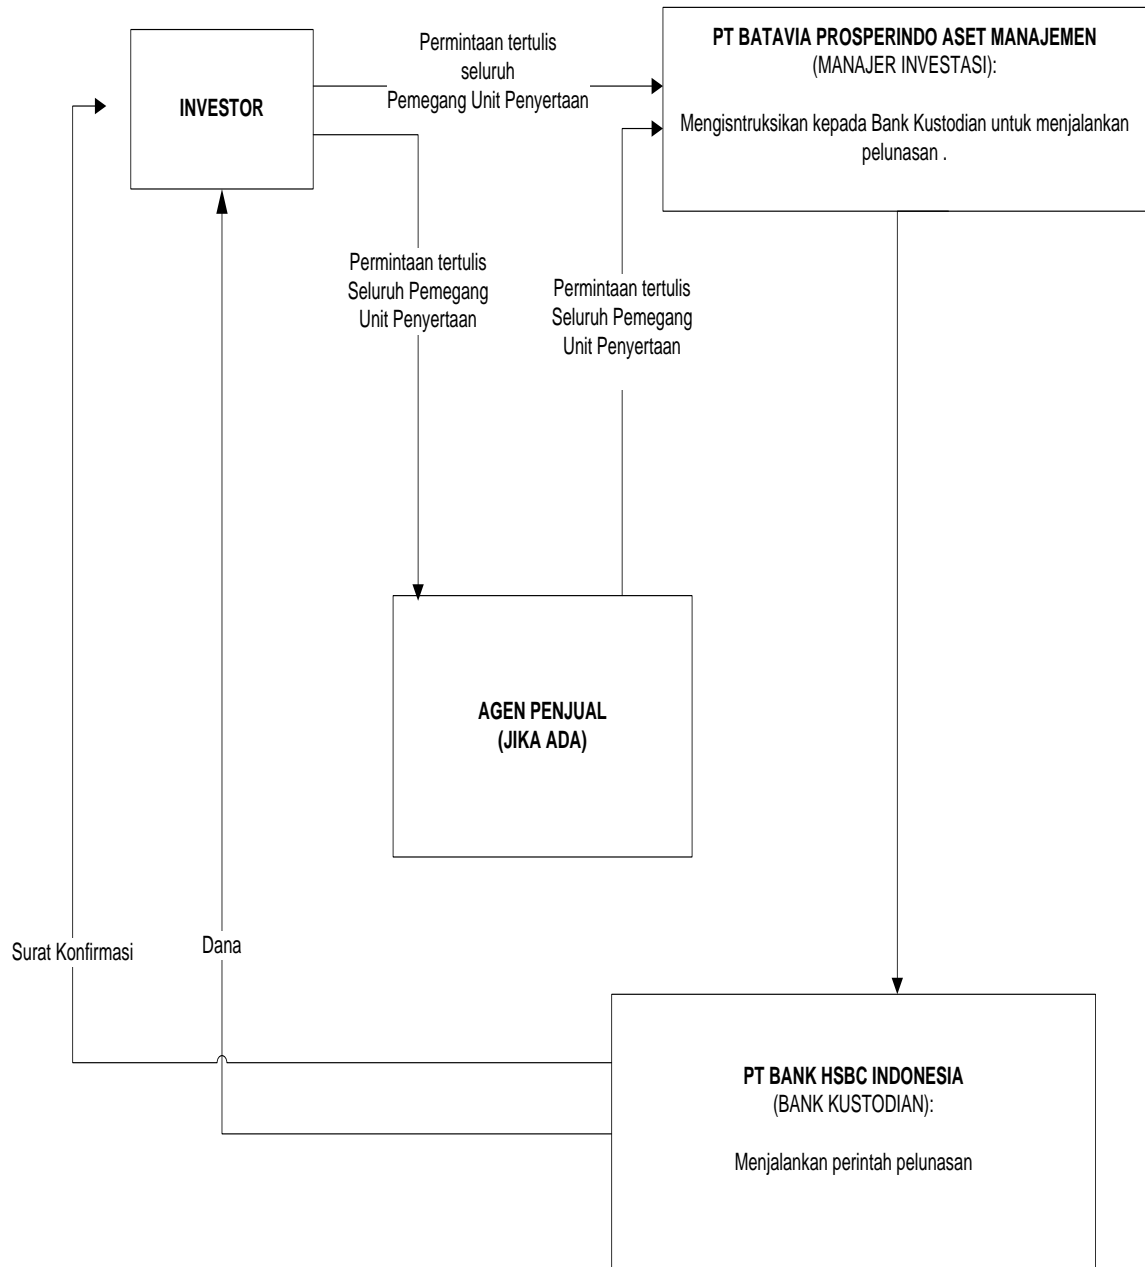 INVESTOR
Permintaan tertulis
seluruh
Pemegang Unit Penyertaan
PT BATAVIA PROSPERINDO ASET MANAJEMEN
(MANAJER INVESTASI):
Mengisntruksikan kepada Bank Kustodian untuk menjalankan
pelunasan .
Permintaan tertulis
Seluruh Pemegang
Unit Penyertaan
Permintaan tertulis
Seluruh Pemegang
Unit Penyertaan
AGEN PENJUAL
(JIKA ADA)
Surat Konfirmasi
Dana
PT BANK HSBC INDONESIA
(BANK KUSTODIAN):
Menjalankan perintah pelunasan